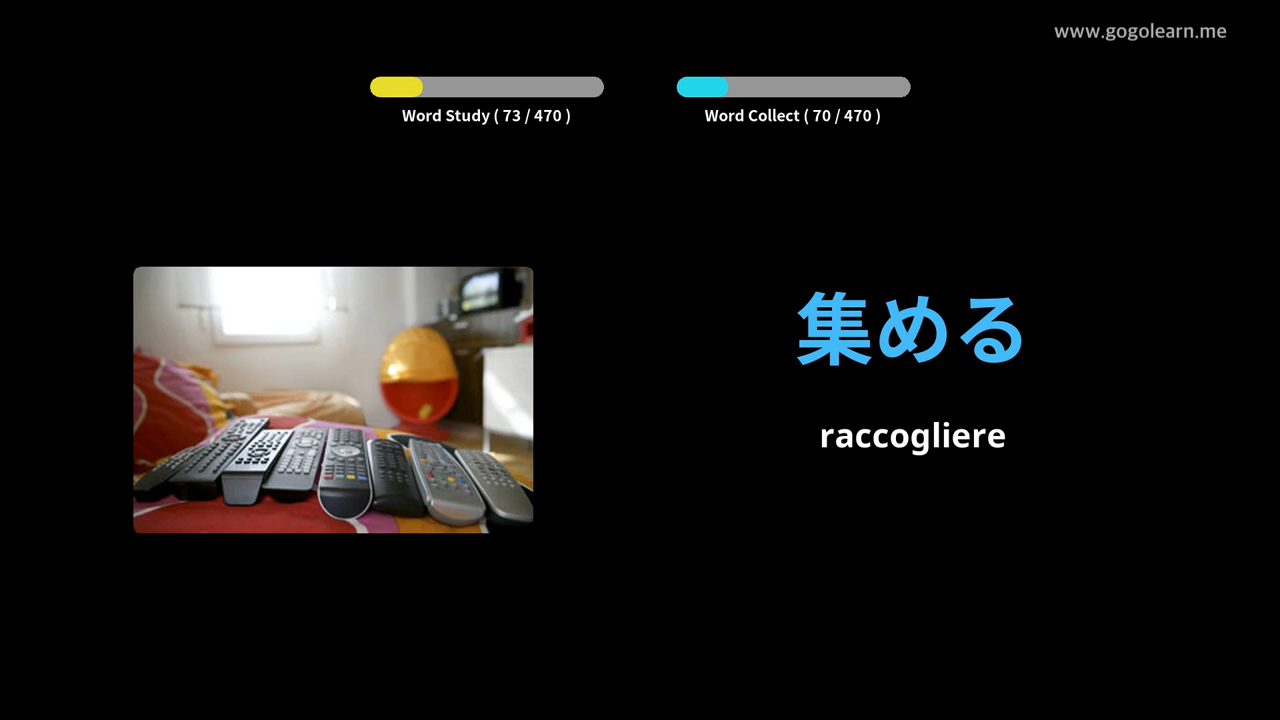 www.gogolearn.me
Word Study ( 73 / 470 )
Word Collect ( 70 / 470 )
集める
raccogliere